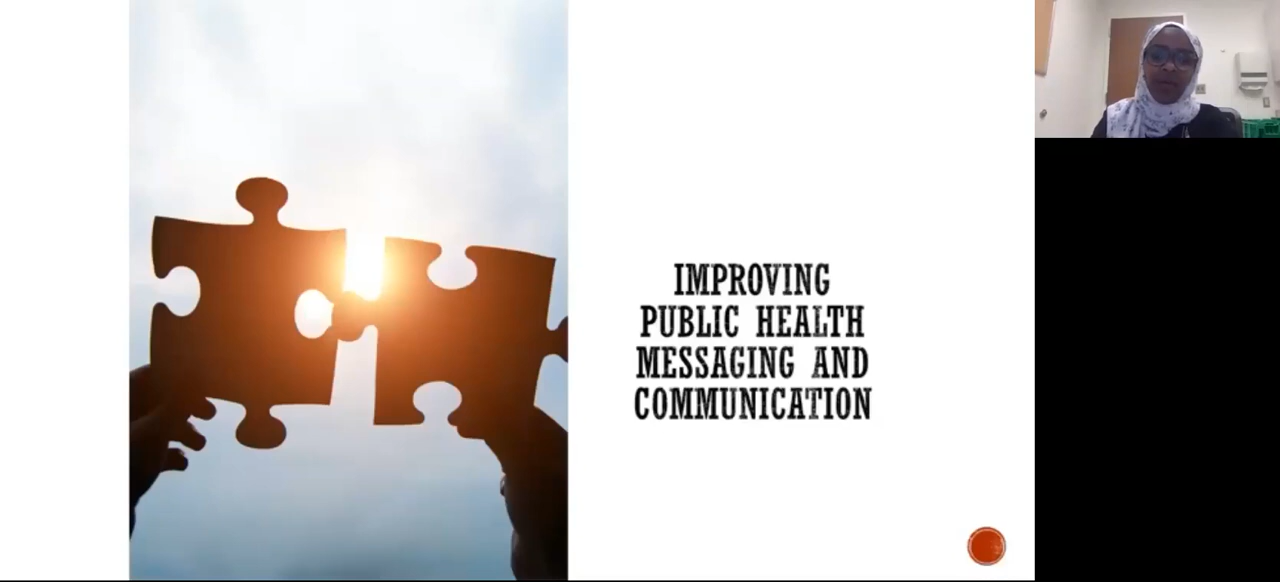 IMPROVING
PUBLIC HEALTH
MESSAGING AND
COMMUNICATION